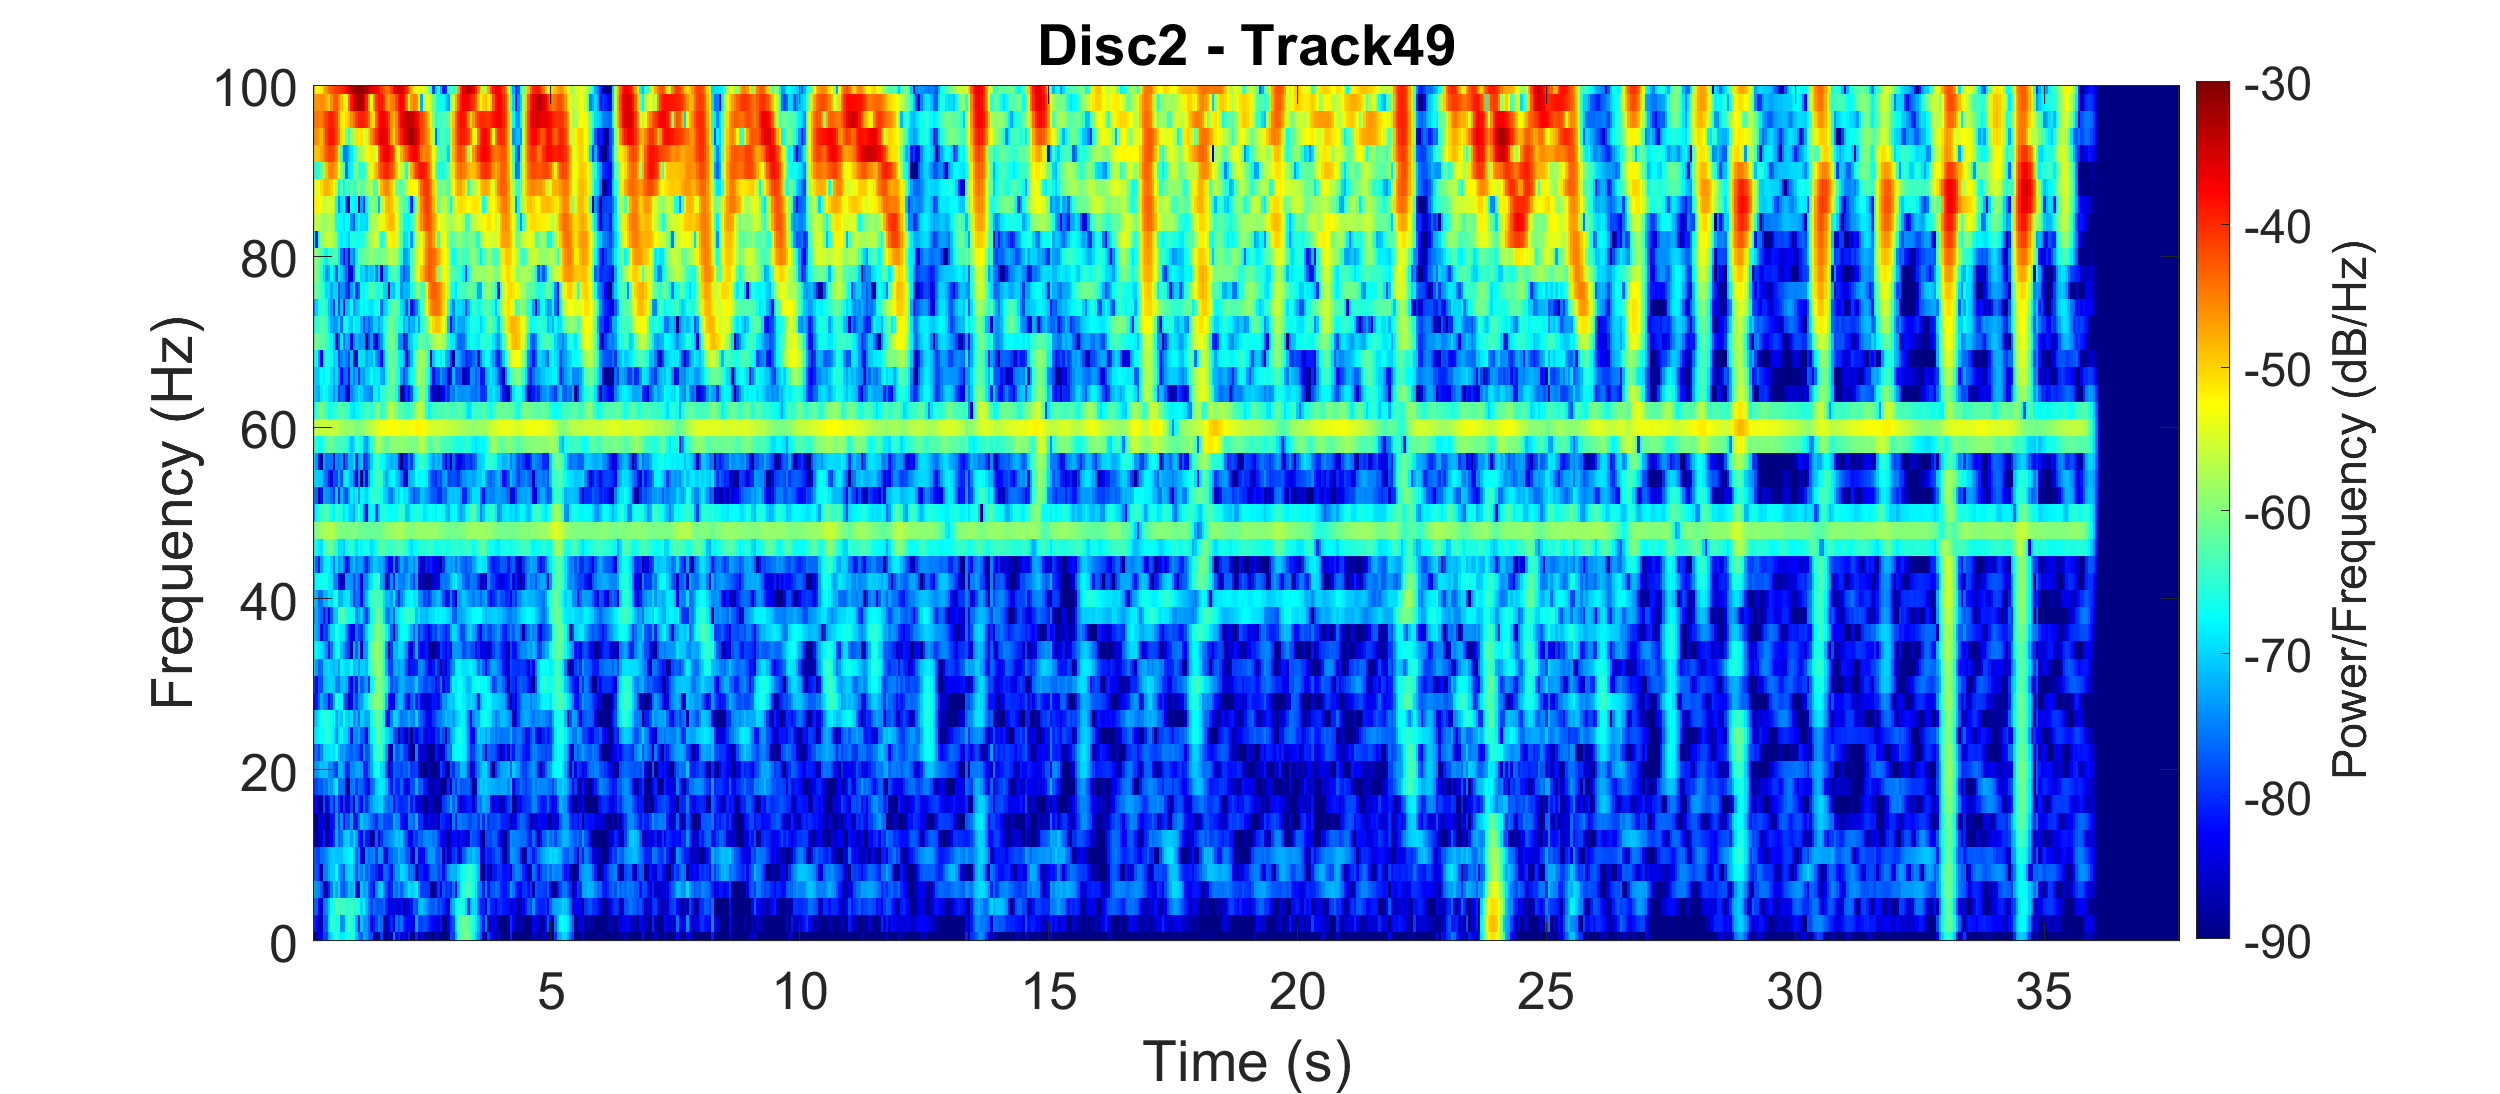 Disc2 - Track49
100
80
60
40
20
0
Frequency (Hz)
5 10 15 20 25 30 35
Time (s)
-30
-40
-50
-60
-70
-80
-90
Power/Frequency (dB/Hz)